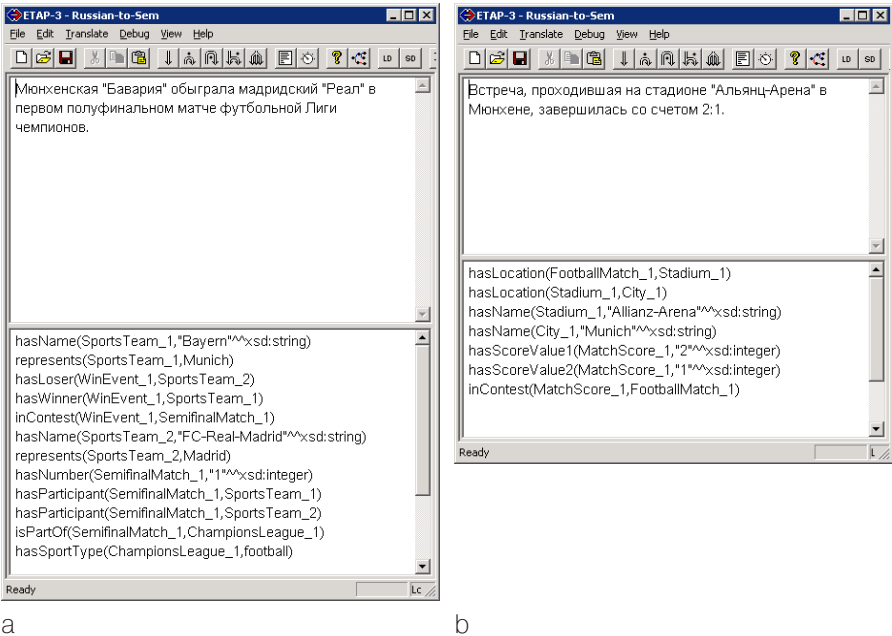 ETAP-3 - Russian-to-Sem
File Edit Translate Debug View Help
LD SD
Мюнхенская "Бавария" обыграла мадридский "Реал" в
первом полуфинальном матче футбольной Лиги
чемпионов.
hasName(SportsTeam_1,"Bayern"^^xsd:string)
represents(SportsTeam_1,Munich)
hasLoser(WinEvent_1,SportsTeam_2)
hasWinner(WinEvent_1,SportsTeam_1)
inContest(WinEvent_1,SemifinalMatch_1)
hasName(SportsTeam_2,"FC-Real-Madrid"^^xsd:string)
represents(SportsTeam_2,Madrid)
hasNumber(SemifinalMatch_1,"1"^^xsd:integer)
hasParticipant(SemifinalMatch_1,SportsTeam_1)
hasParticipant(SemifinalMatch_1,SportsTeam_2)
isPartOf(SemifinalMatch_1,ChampionsLeague_1)
hasSportType(ChampionsLeague_1,football)
Ready Lc
a
ETAP-3 - Russian-to-Sem
File Edit Translate Debug View Help
LD SD
Встреча, проходившая на стадионе "Альянц-Арена" в
Мюнхене, завершилась со счетом 2:1.
hasLocation(FootballMatch_1,Stadium_1)
hasLocation(Stadium_1,City_1)
hasName(Stadium_1,"Allianz-Arena"^^xsd:string)
hasName(City_1,"Munich"^^xsd:string)
hasScoreValue1(MatchScore_1,"2"^^xsd:integer)
hasScoreValue2(MatchScore_1,"1"^^xsd:integer)
inContest(MatchScore_1,FootballMatch_1)
Ready L
b